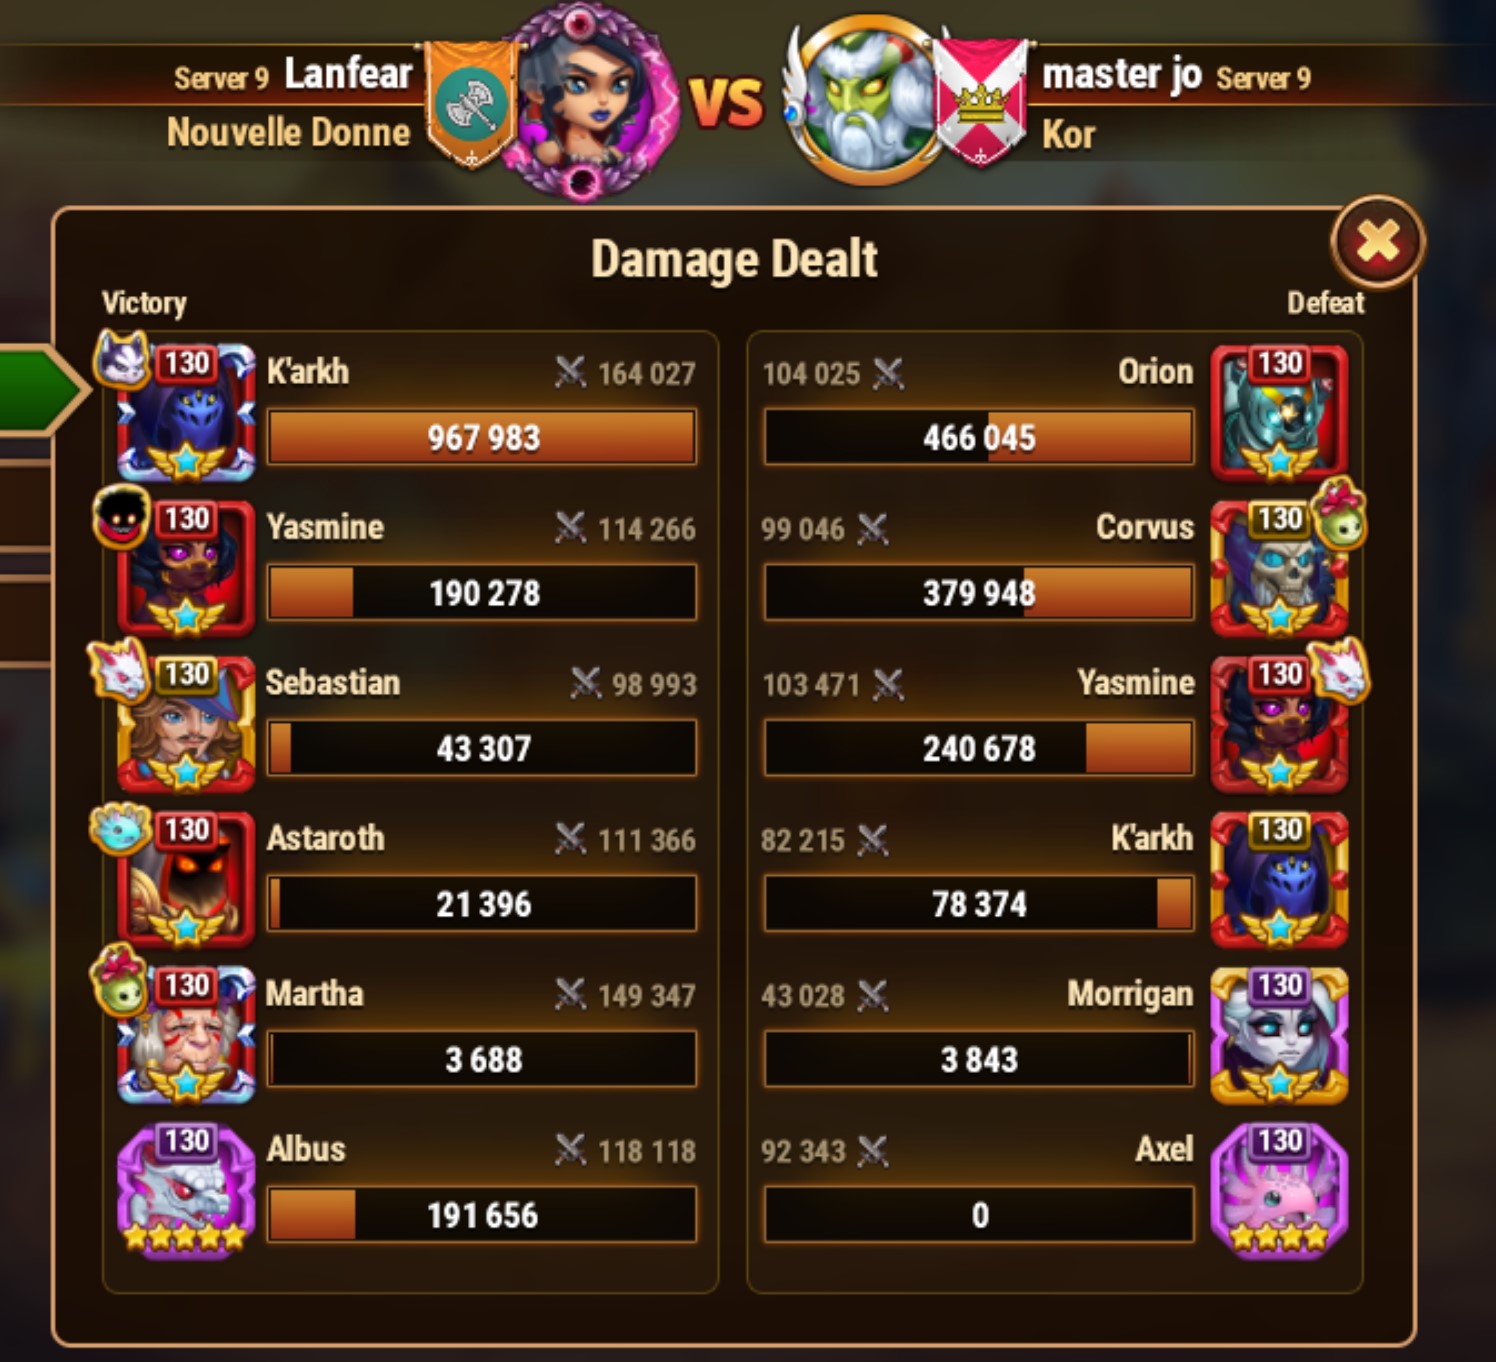 Server 9 Lanfear
Nouvelle Donne
VS
master jo Server 9
Kor
Damage Dealt
Victory
Defeat
130
K'arkh
164 027
967 983
104 025
Orion
466 045
130
130
Yasmine
114 266
190 278
99 046
Corvus
379 948
130
130
Sebastian
98 993
43 307
103 471
Yasmine
240 678
130
130
Astaroth
111 366
21 396
82 215
K'arkh
78 374
130
130
Martha
149 347
3 688
43 028
Morrigan
3 843
130
130
Albus
118 118
191 656
92 343
Axel
0
130